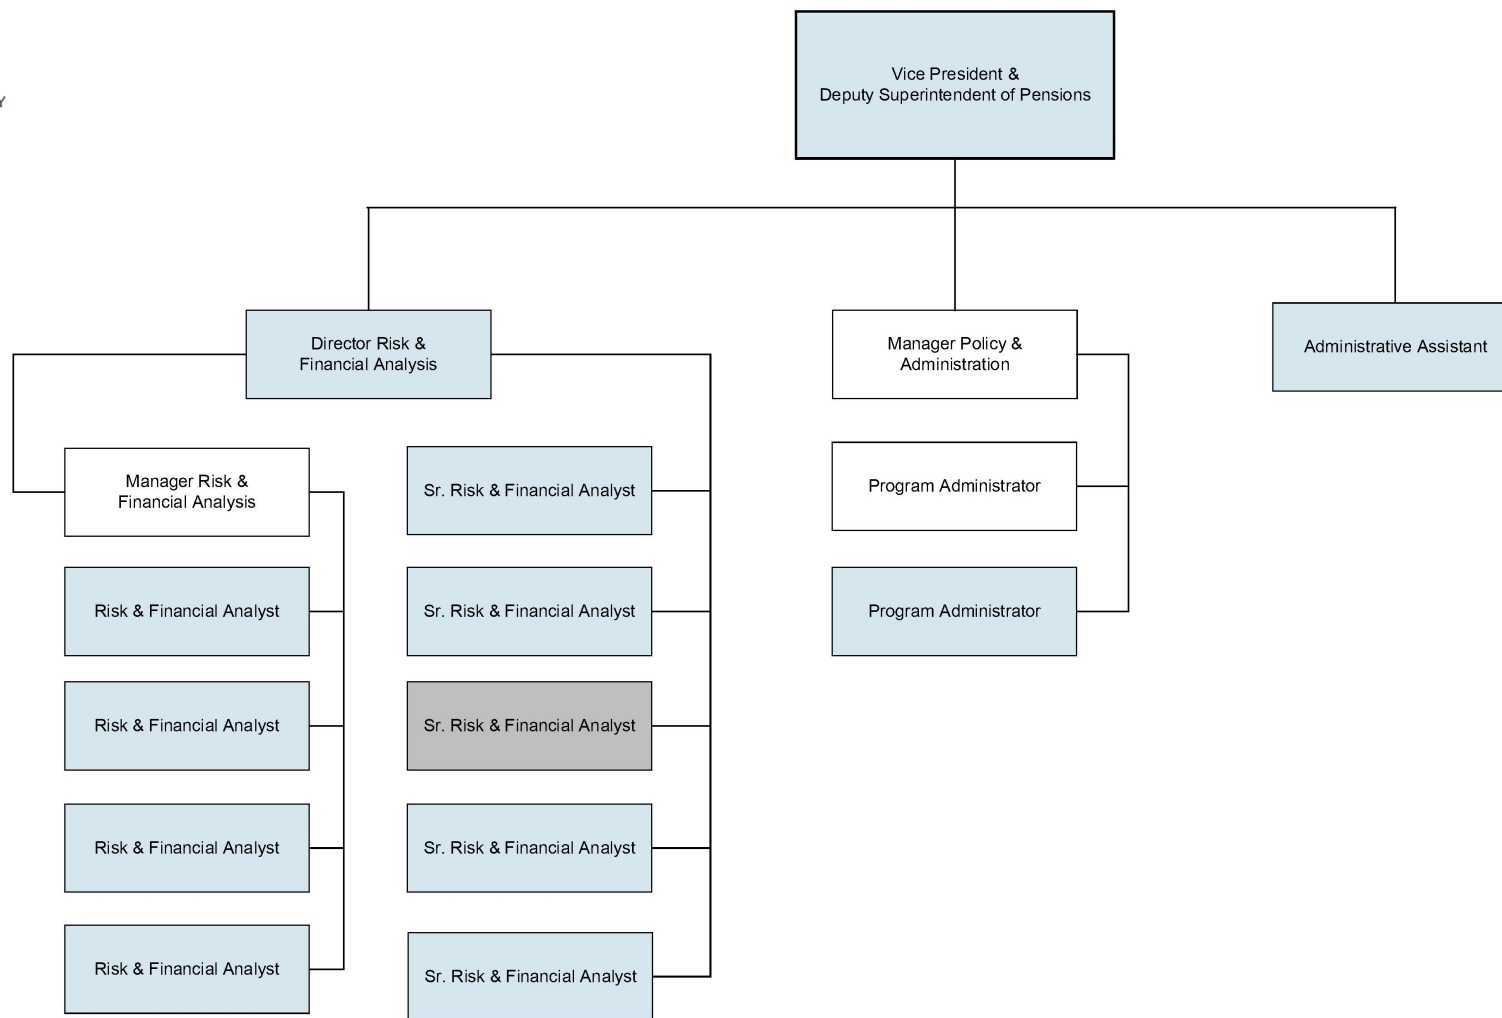 Vice President &
Deputy Superintendent of Pensions
Y
Director Risk &
Financial Analysis
Manager Policy &
Administration
Administrative Assistant
Manager Risk &
Financial Analysis
Sr. Risk & Financial Analyst
Program Administrator
Risk & Financial Analyst
Sr. Risk & Financial Analyst
Program Administrator
Risk & Financial Analyst
Sr. Risk & Financial Analyst
Risk & Financial Analyst
Sr. Risk & Financial Analyst
Risk & Financial Analyst
Sr. Risk & Financial Analyst